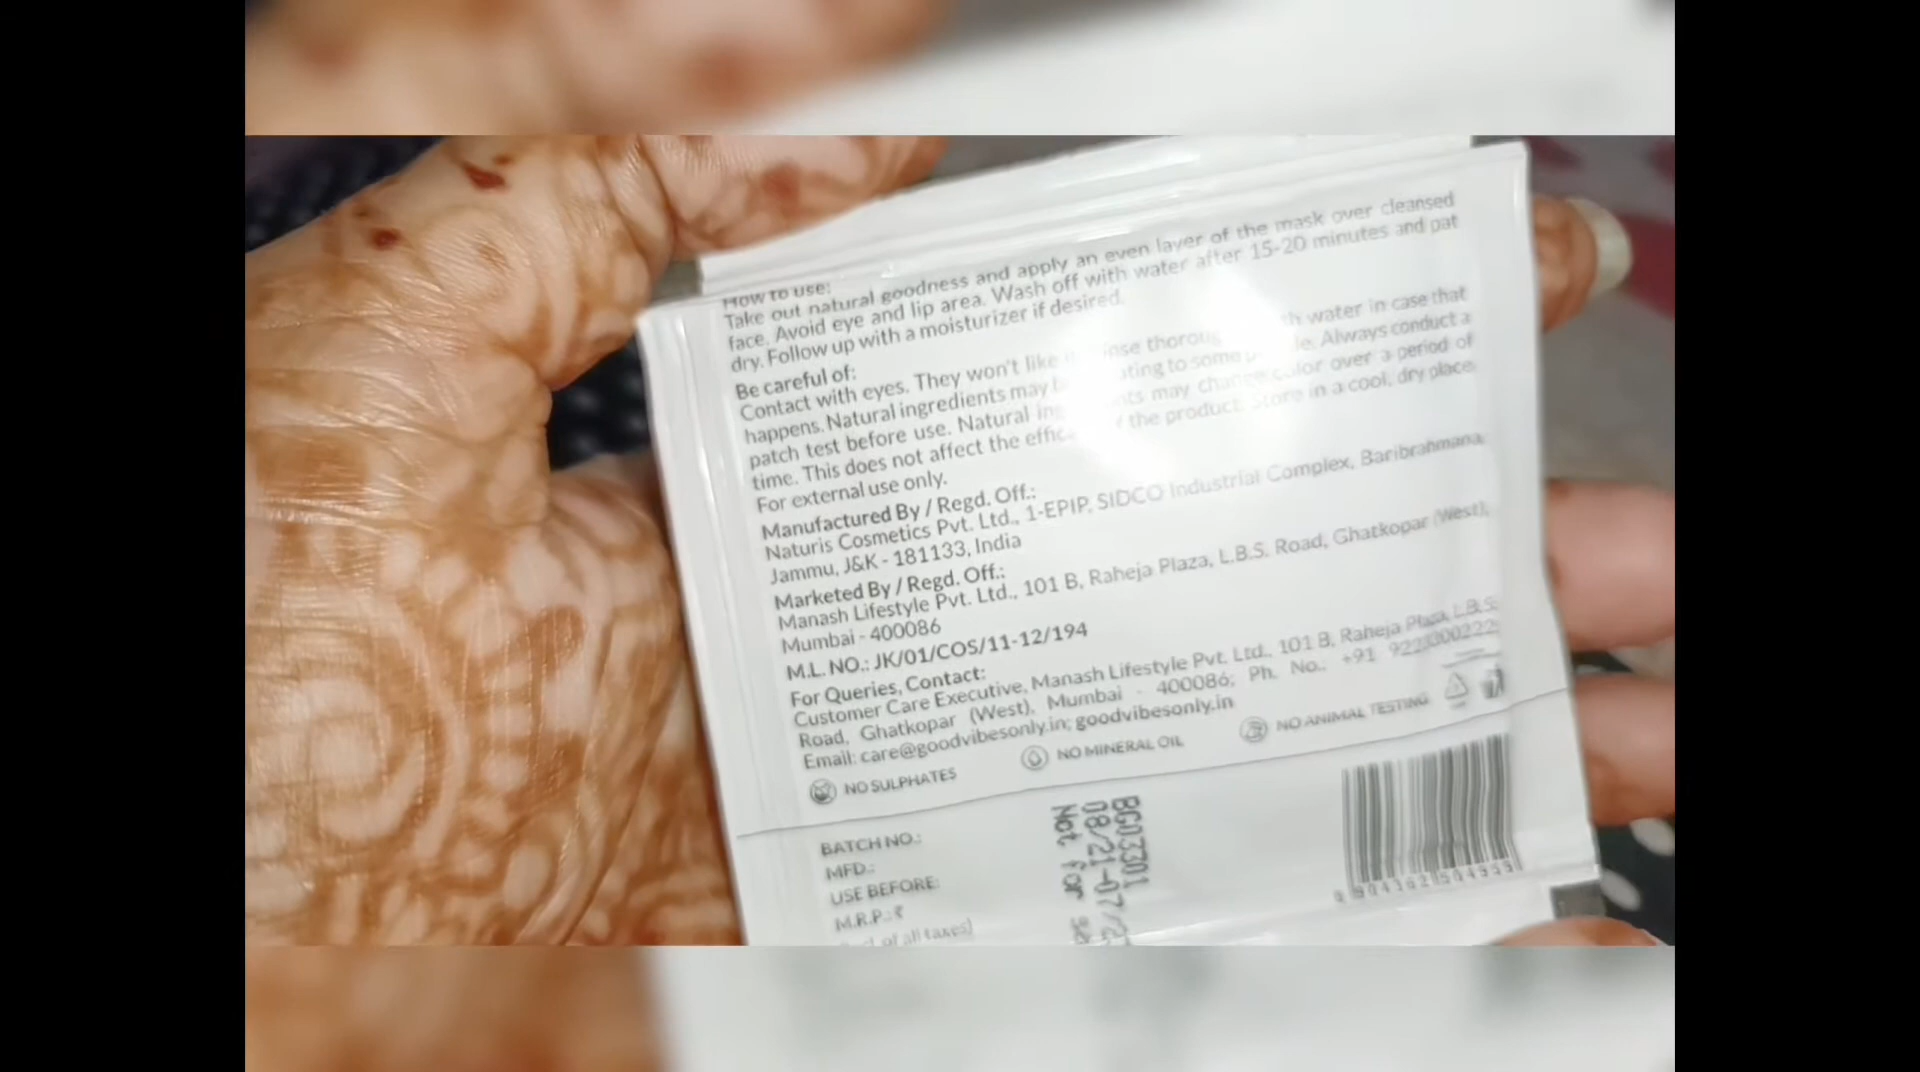 How to use:
Take out natural goodness and apply an even layer of the mask over cleansed
face. Avoid eye and lip area. Wash off with water after 15-20 minutes and pat
dry. Follow up with a moisturizer if desired.
Be careful of:
Contact with eyes. They won't like water in case that
happens. Natural ingredients may to some Always conduct a
patch test before use. Natural may change color over a period of
time. This does not affect the the product. Store in a cool, dry place.
For external use only.
Manufactured By / Regd. Off.:
Naturis Cosmetics Pvt. Ltd., 1-EPIP, SIDCO Industrial Complex, Baribrahmana,
Jammu, J&K - 181133, India
Marketed By / Regd. Off.:
Manash Lifestyle Pvt. Ltd., 101 B, Raheja Plaza, L.B.S. Road, Ghatkopar (West),
Mumbai - 400086
M.L. NO.: JK/01/COS/11-12/194
For Queries, Contact:
Customer Care Executive, Manash Lifestyle Pvt. Ltd., 101 B, Raheja Plaza, L.B.S.
Road, Ghatkopar (West), Mumbai - 400086; Ph. No.: +91
Email: care@goodvibesonly.in; goodvibesonly.in
NO SULPHATES NO MINERAL OIL NO ANIMAL TESTING
BATCH NO.:
MFD.:
USE BEFORE:
M.R.P.: ₹
of all taxes)
BG03301
08/21-07/2
Not for